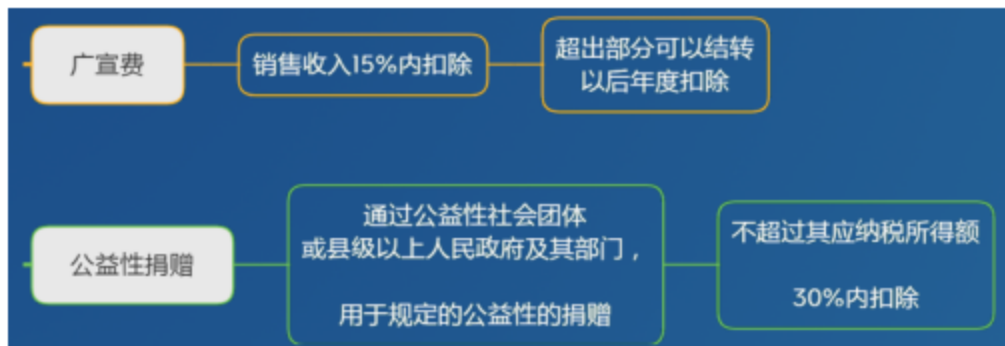 广宣费
销售收入15%内扣除
超出部分可以结转
以后年度扣除
公益性捐赠
通过公益性社会团体
或县级以上人民政府及其部门，
用于规定的公益性的捐赠
不超过其应纳税所得额
30%内扣除